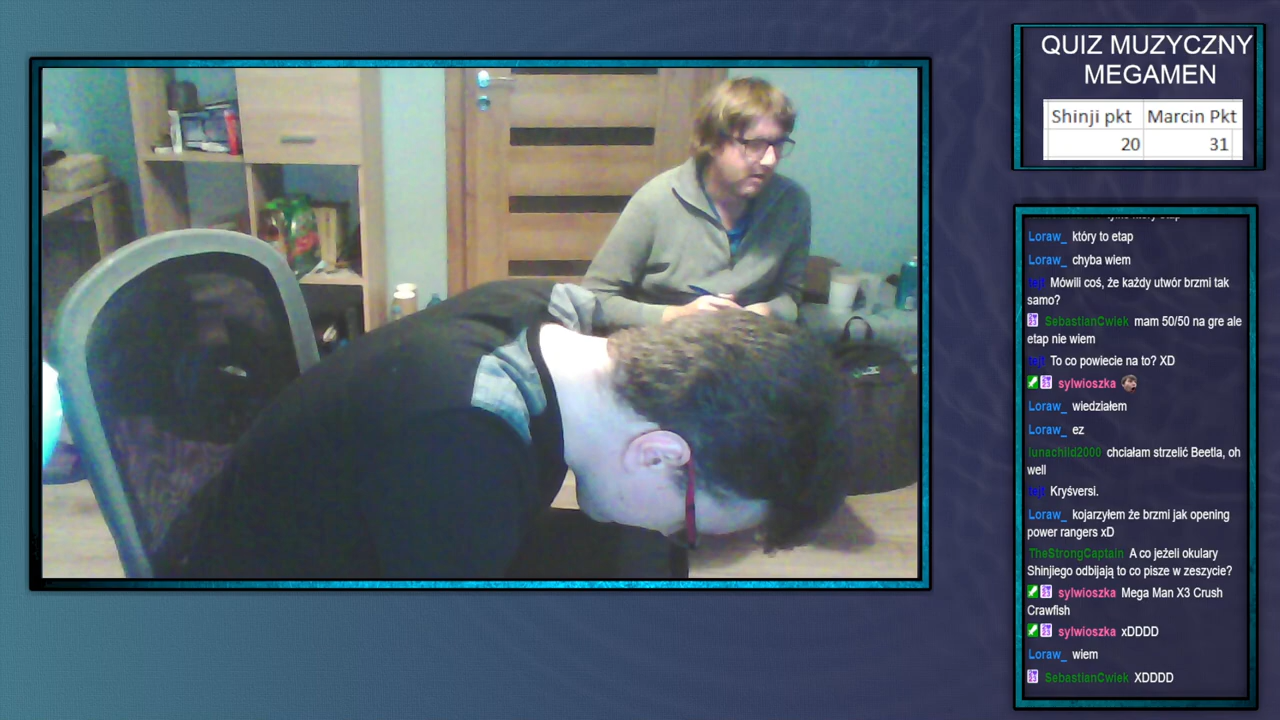 QUIZ MUZYCZNY
MEGAMEN
Shinji pkt Marcin Pkt
20 31
Loraw_ który to etap
Loraw_ chyba wiem
Mówili coś, że każdy utwór brzmi tak
samo?
SebastianCwiek mam 50/50 na gre ale
etap nie wiem
To co powiecie na to? XD
sylwioszka
Loraw_ wiedziałem
Loraw_ ez
lunachild2000 chciałam strzelić Beetla, oh
well
Kryśversi.
Loraw_ kojarzyłem źe brzmi jak opening
power rangers xD
TheStrongCaptain A co jeżeli okulary
Shinjiego odbijają to co pisze w zeszycie?
sylwioszka Mega Man X3 Crush
Crawfish
sylwioszka xDDDD
Loraw_ wiem
SebastianCwiek XDDDD